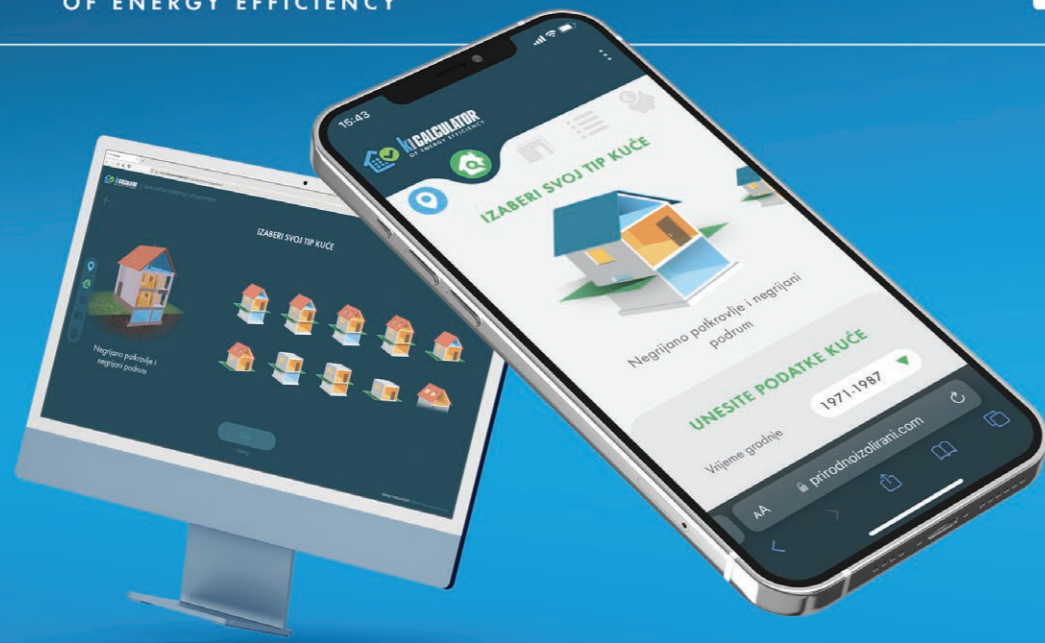 OF ENERGY EFFICIENCY
15:43
KI CALCULATOR
OF ENERGY EFFICIENCY
IZABERI SVOJ TIP KUĆE
Negrijano potkrovlje i negrijani
podrum
UNESITE PODATKE KUĆE
Vrijeme gradnje
1971-1987
AA
prirodnoizolirani.com
IZABERI SVOJ TIP KUĆE
Negrijano potkrovlje i
negrijani podrum